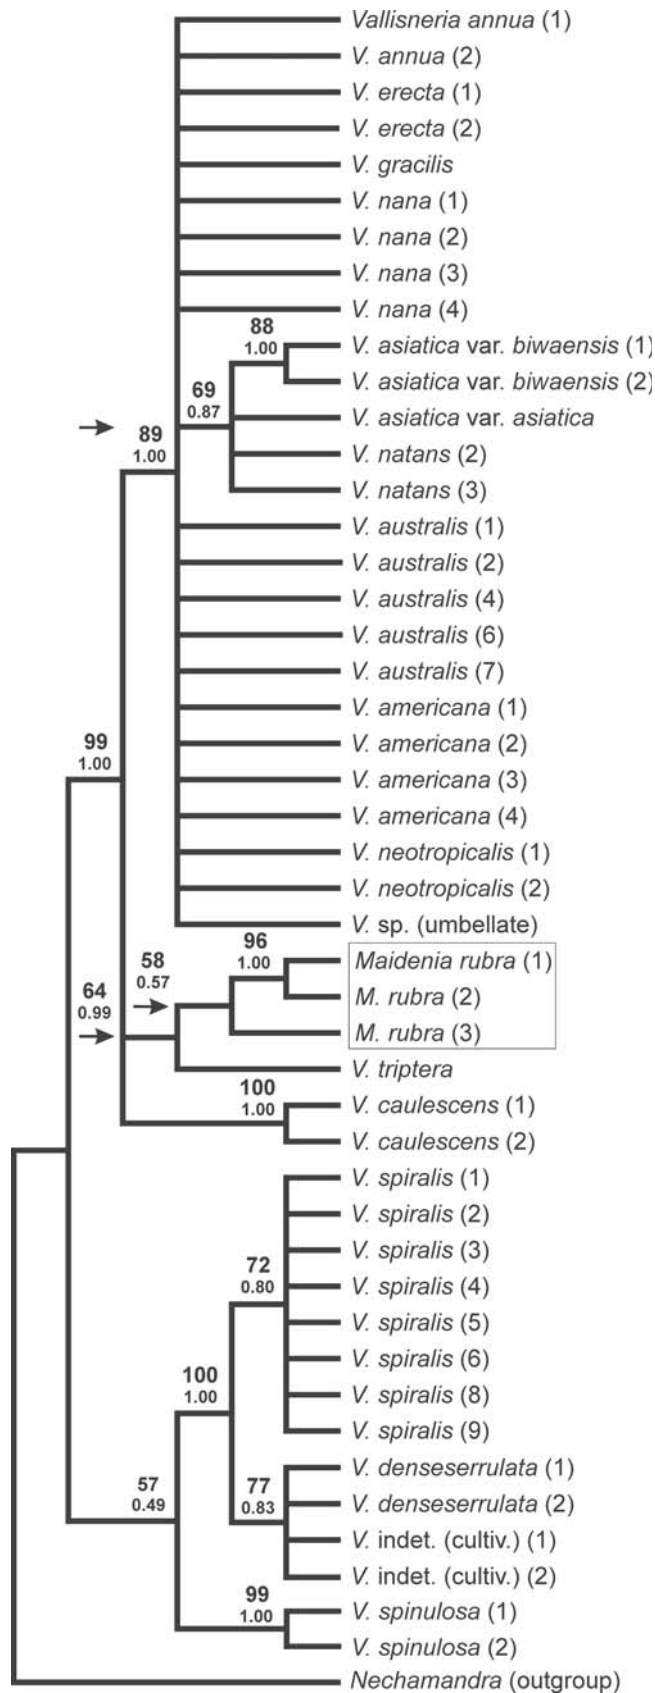 Vallisneria annua (1)
V. annua (2)
V. erecta (1)
V. erecta (2)
V. gracilis
V. nana (1)
V. nana (2)
V. nana (3)
V. nana (4)
88
1.00
V. asiatica var. biwaensis (1)
V. asiatica var. biwaensis (2)
69
0.87
V. asiatica var. asiatica
89
1.00
V. natans (2)
V. natans (3)
V. australis (1)
V. australis (2)
V. australis (4)
V. australis (6)
V. australis (7)
V. americana (1)
99
1.00
V. americana (2)
V. americana (3)
V. americana (4)
V. neotropicalis (1)
V. neotropicalis (2)
V. sp. (umbellate)
96
1.00
58
0.57
Maidenia rubra (1)
64
0.99
M. rubra (2)
M. rubra (3)
V. triptera
100
1.00
V. caulescens (1)
V. caulescens (2)
V. spiralis (1)
V. spiralis (2)
V. spiralis (3)
72
0.80
V. spiralis (4)
V. spiralis (5)
V. spiralis (6)
100
1.00
V. spiralis (8)
V. spiralis (9)
V. denseserrulata (1)
57
0.49
77
0.83
V. denseserrulata (2)
V. indet. (cultiv.) (1)
V. indet. (cultiv.) (2)
99
1.00
V. spinulosa (1)
V. spinulosa (2)
Nechamandra (outgroup)